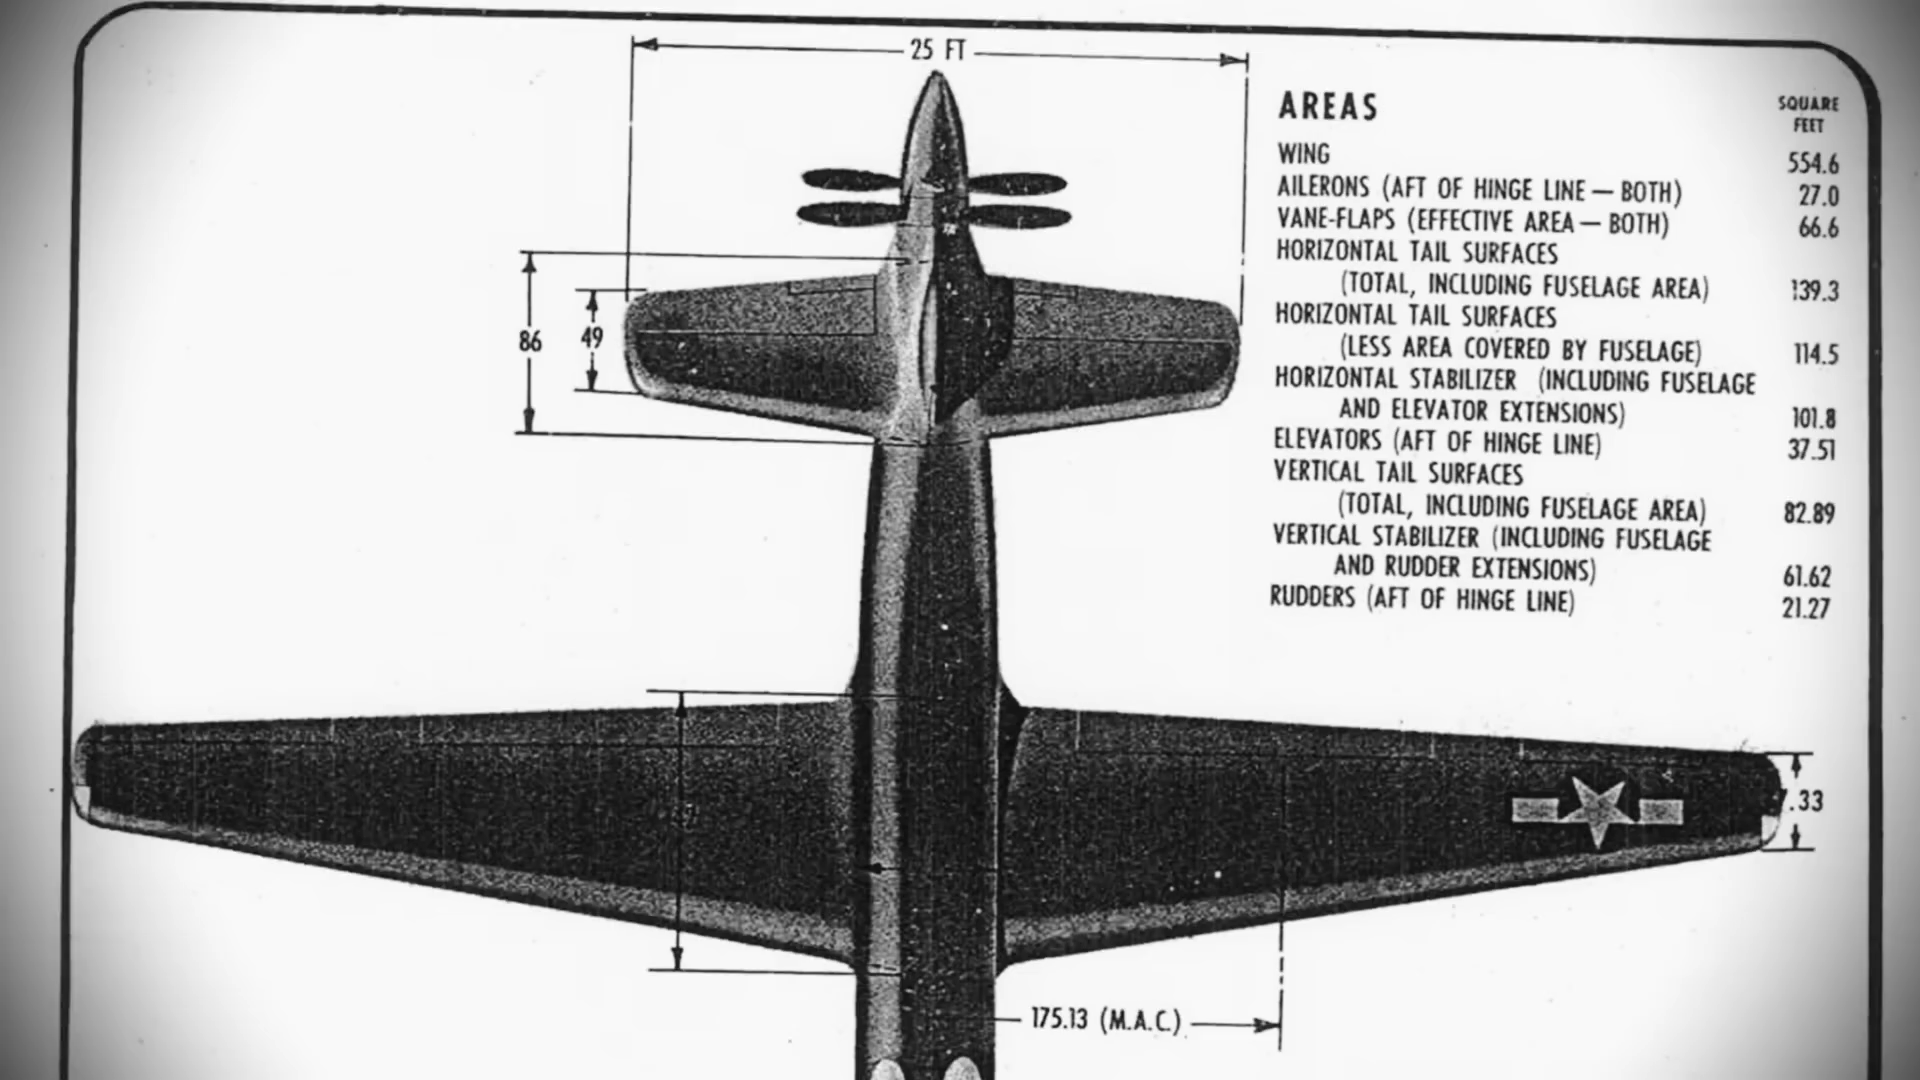 25 FT
AREAS
SQUARE
FEET
WING 554.6
AILERONS (AFT OF HINGE LINE — BOTH) 27.0
VANE-FLAPS (EFFECTIVE AREA — BOTH) 66.6
HORIZONTAL TAIL SURFACES
(TOTAL, INCLUDING FUSELAGE AREA) 139.3
HORIZONTAL TAIL SURFACES
(LESS AREA COVERED BY FUSELAGE) 114.5
HORIZONTAL STABILIZER (INCLUDING FUSELAGE
AND ELEVATOR EXTENSIONS) 101.8
ELEVATORS (AFT OF HINGE LINE) 37.51
VERTICAL TAIL SURFACES
(TOTAL, INCLUDING FUSELAGE AREA) 82.89
VERTICAL STABILIZER (INCLUDING FUSELAGE
AND RUDDER EXTENSIONS) 61.62
RUDDERS (AFT OF HINGE LINE) 21.27
86
49
.33
175.13 (M.A.C.)